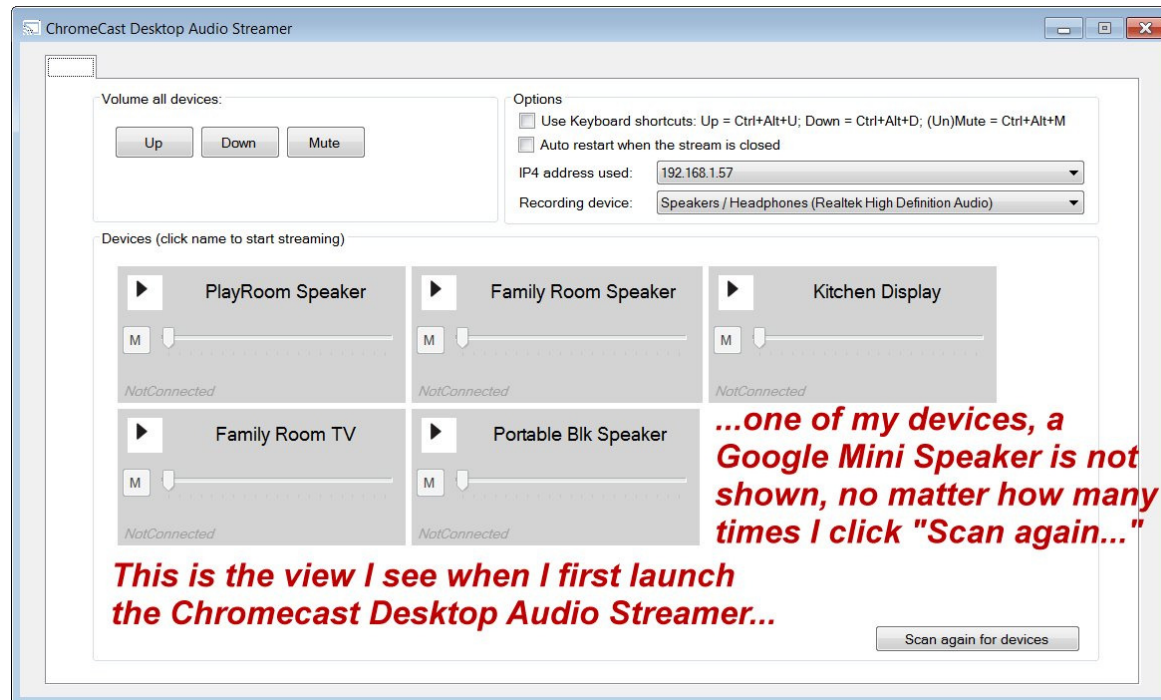 ChromeCast Desktop Audio Streamer
Volume all devices:
Up Down Mute
Options
Use Keyboard shortcuts: Up = Ctrl+Alt+U; Down = Ctrl+Alt+D; (Un)Mute = Ctrl+Alt+M
Auto restart when the stream is closed
IP4 address used: 192.168.1.57
Recording device: Speakers / Headphones (Realtek High Definition Audio)
Devices (click name to start streaming)
PlayRoom Speaker Family Room Speaker Kitchen Display
M M M
NotConnected NotConnected NotConnected
Family Room TV Portable Blk Speaker
M M
NotConnected NotConnected
...one of my devices, a
Google Mini Speaker is not
shown, no matter how many
times I click "Scan again..."
This is the view I see when I first launch
the Chromecast Desktop Audio Streamer...
Scan again for devices